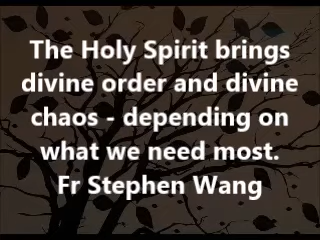 The Holy Spirit brings
divine order and divine
chaos - depending on
what we need most.
Fr Stephen Wang